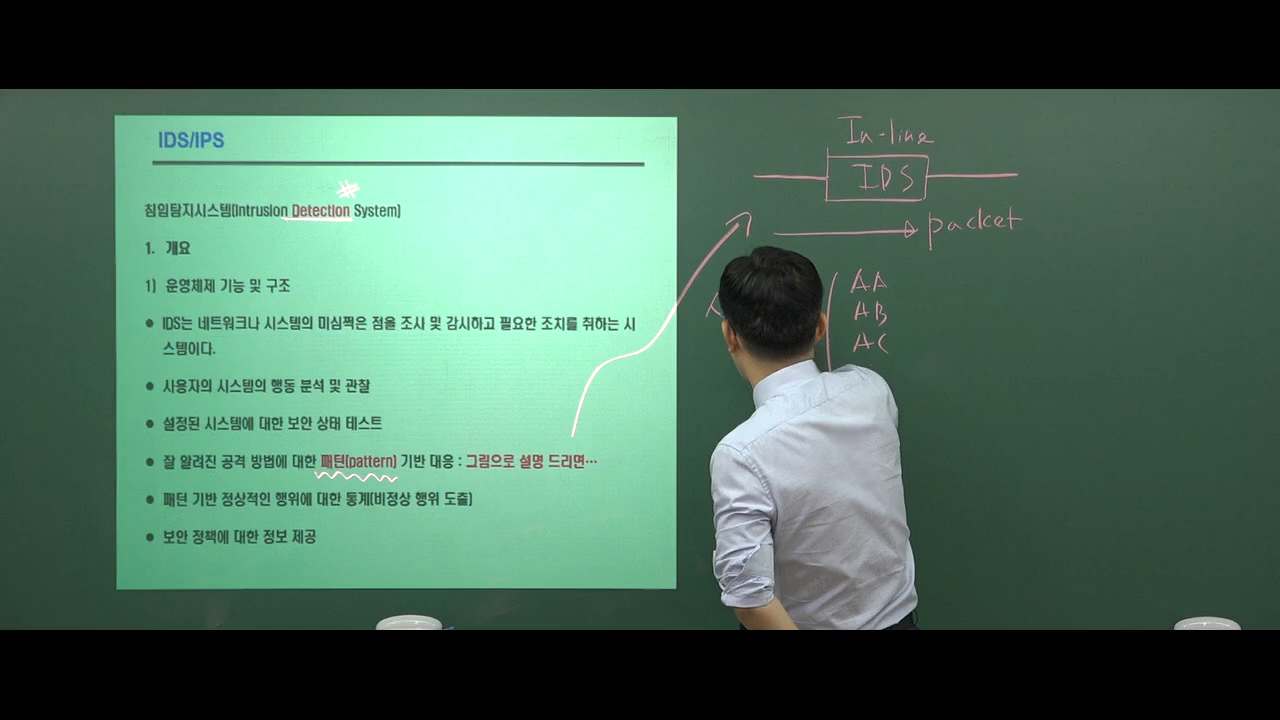 IDS/IPS
침입탐지시스템(Intrusion Detection System)
1. 개요
1) 운영체제 기능 및 구조
● IDS는 네트워크나 시스템의 미심쩍은 점을 조사 및 감시하고 필요한 조치를 취하는 시
스템이다.
● 사용자의 시스템의 행동 분석 및 관찰
● 설정된 시스템에 대한 보안 상태 테스트
● 잘 알려진 공격 방법에 대한 패턴(pattern) 기반 대응 : 그림으로 설명 드리면…
● 패턴 기반 정상적인 행위에 대한 통계(비정상 행위 도출)
● 보안 정책에 대한 정보 제공
In-line
IDS
packet
AA
AB
AC